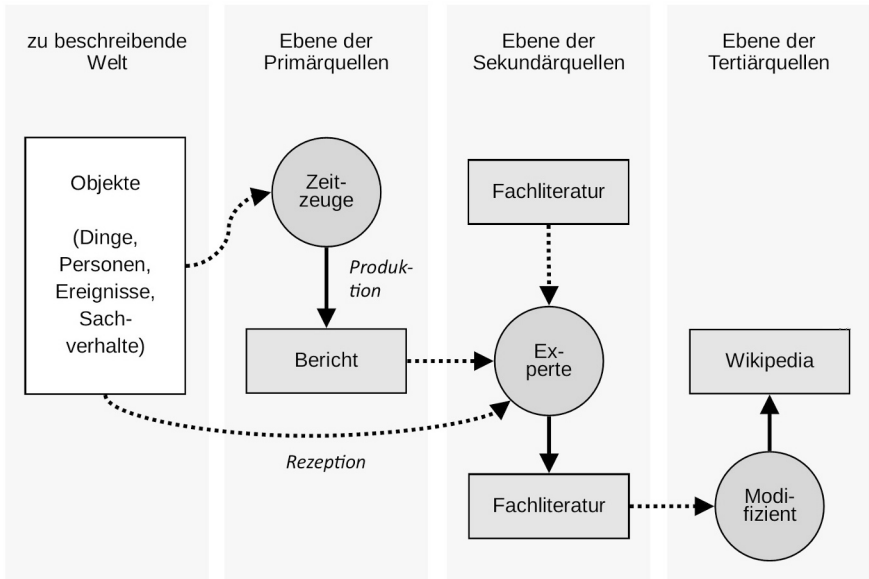 zu beschreibende
Welt
Ebene der
Primärquellen
Ebene der
Sekundärquellen
Ebene der
Tertiärquellen
Objekte
(Dinge,
Personen,
Ereignisse,
Sach-
verhalte)
Zeit-
zeuge
Produk-
tion
Bericht
Rezeption
Fachliteratur
Ex-
perte
Fachliteratur
Wikipedia
Modi-
fizient